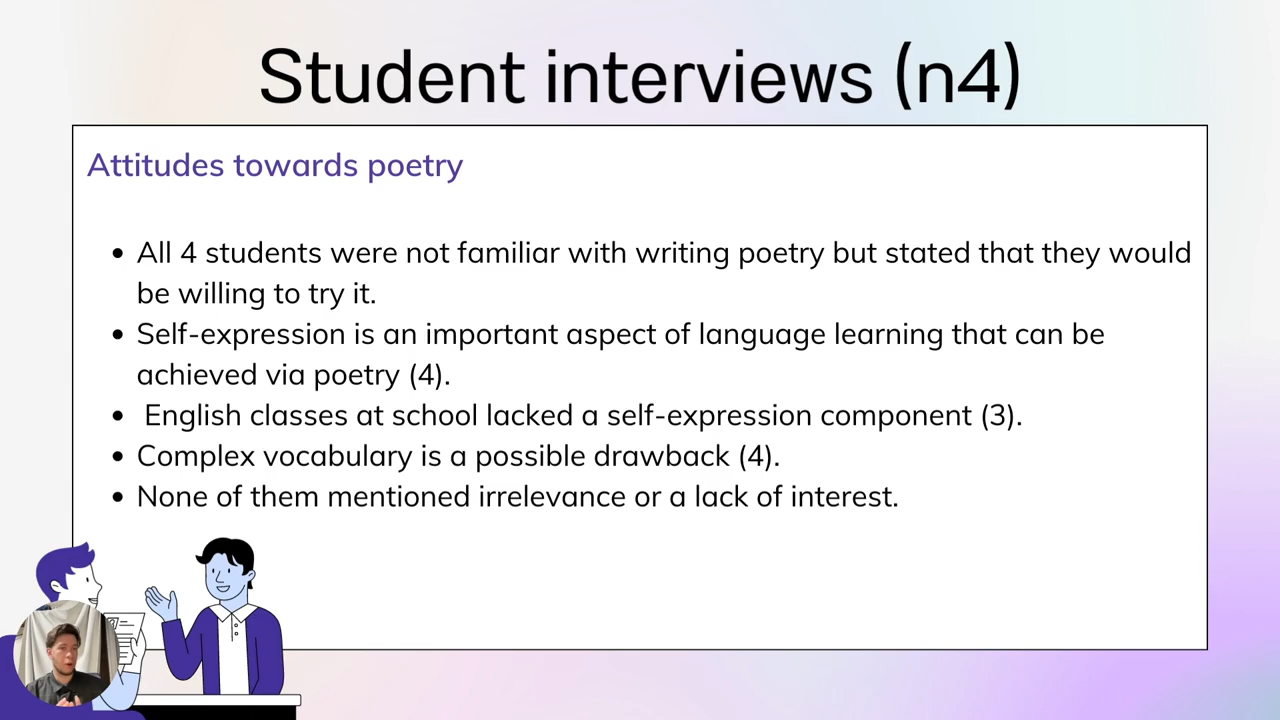 Student interviews (n4)
Attitudes towards poetry
• All 4 students were not familiar with writing poetry but stated that they would
be willing to try it.
• Self-expression is an important aspect of language learning that can be
achieved via poetry (4).
• English classes at school lacked a self-expression component (3).
• Complex vocabulary is a possible drawback (4).
• None of them mentioned irrelevance or a lack of interest.